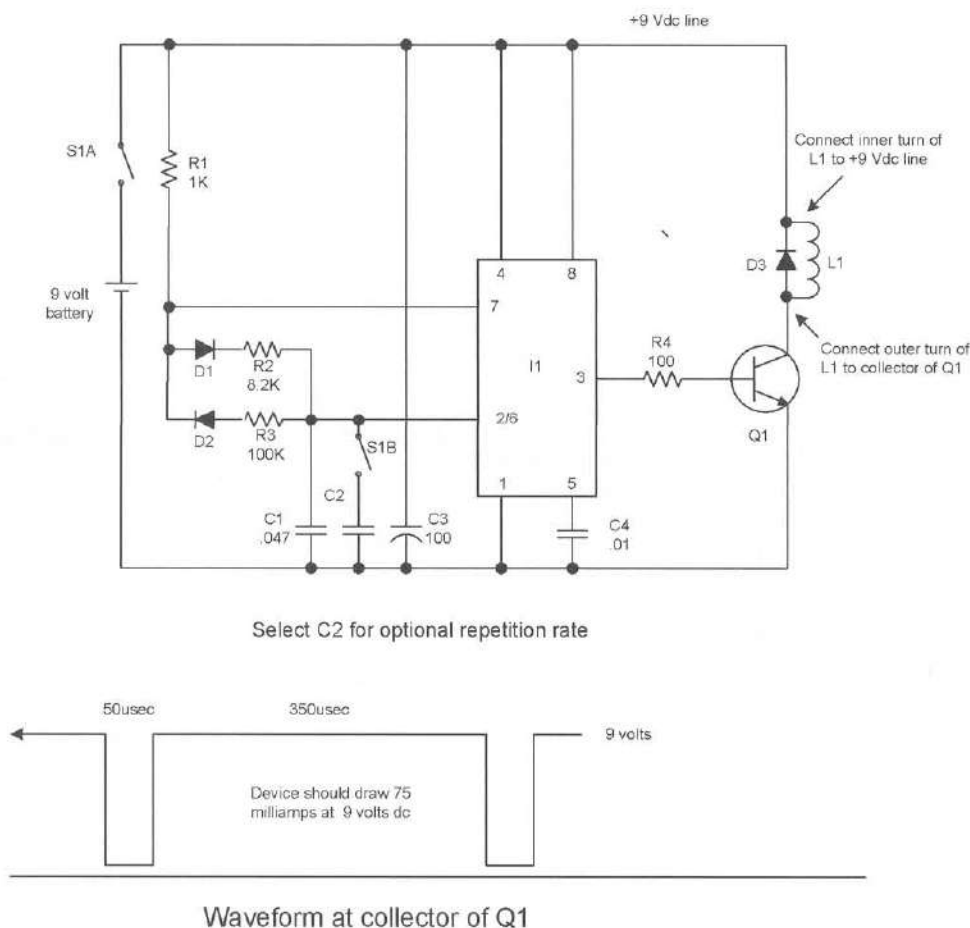 +9 Vdc line
Connect inner turn of
L1 to +9 Vdc line
S1A
R1
1K
4
8
D3
L1
9 volt
battery
7
R4
100
Connect outer turn of
L1 to collector of Q1
D1
R2
8.2K
I1
3
Q1
D2
R3
100K
S1B
2/6
C2
1
5
C1
.047
C3
100
C4
.01
Select C2 for optional repetition rate
50usec
350usec
9 volts
Device should draw 75
milliamps at 9 volts dc
Waveform at collector of Q1